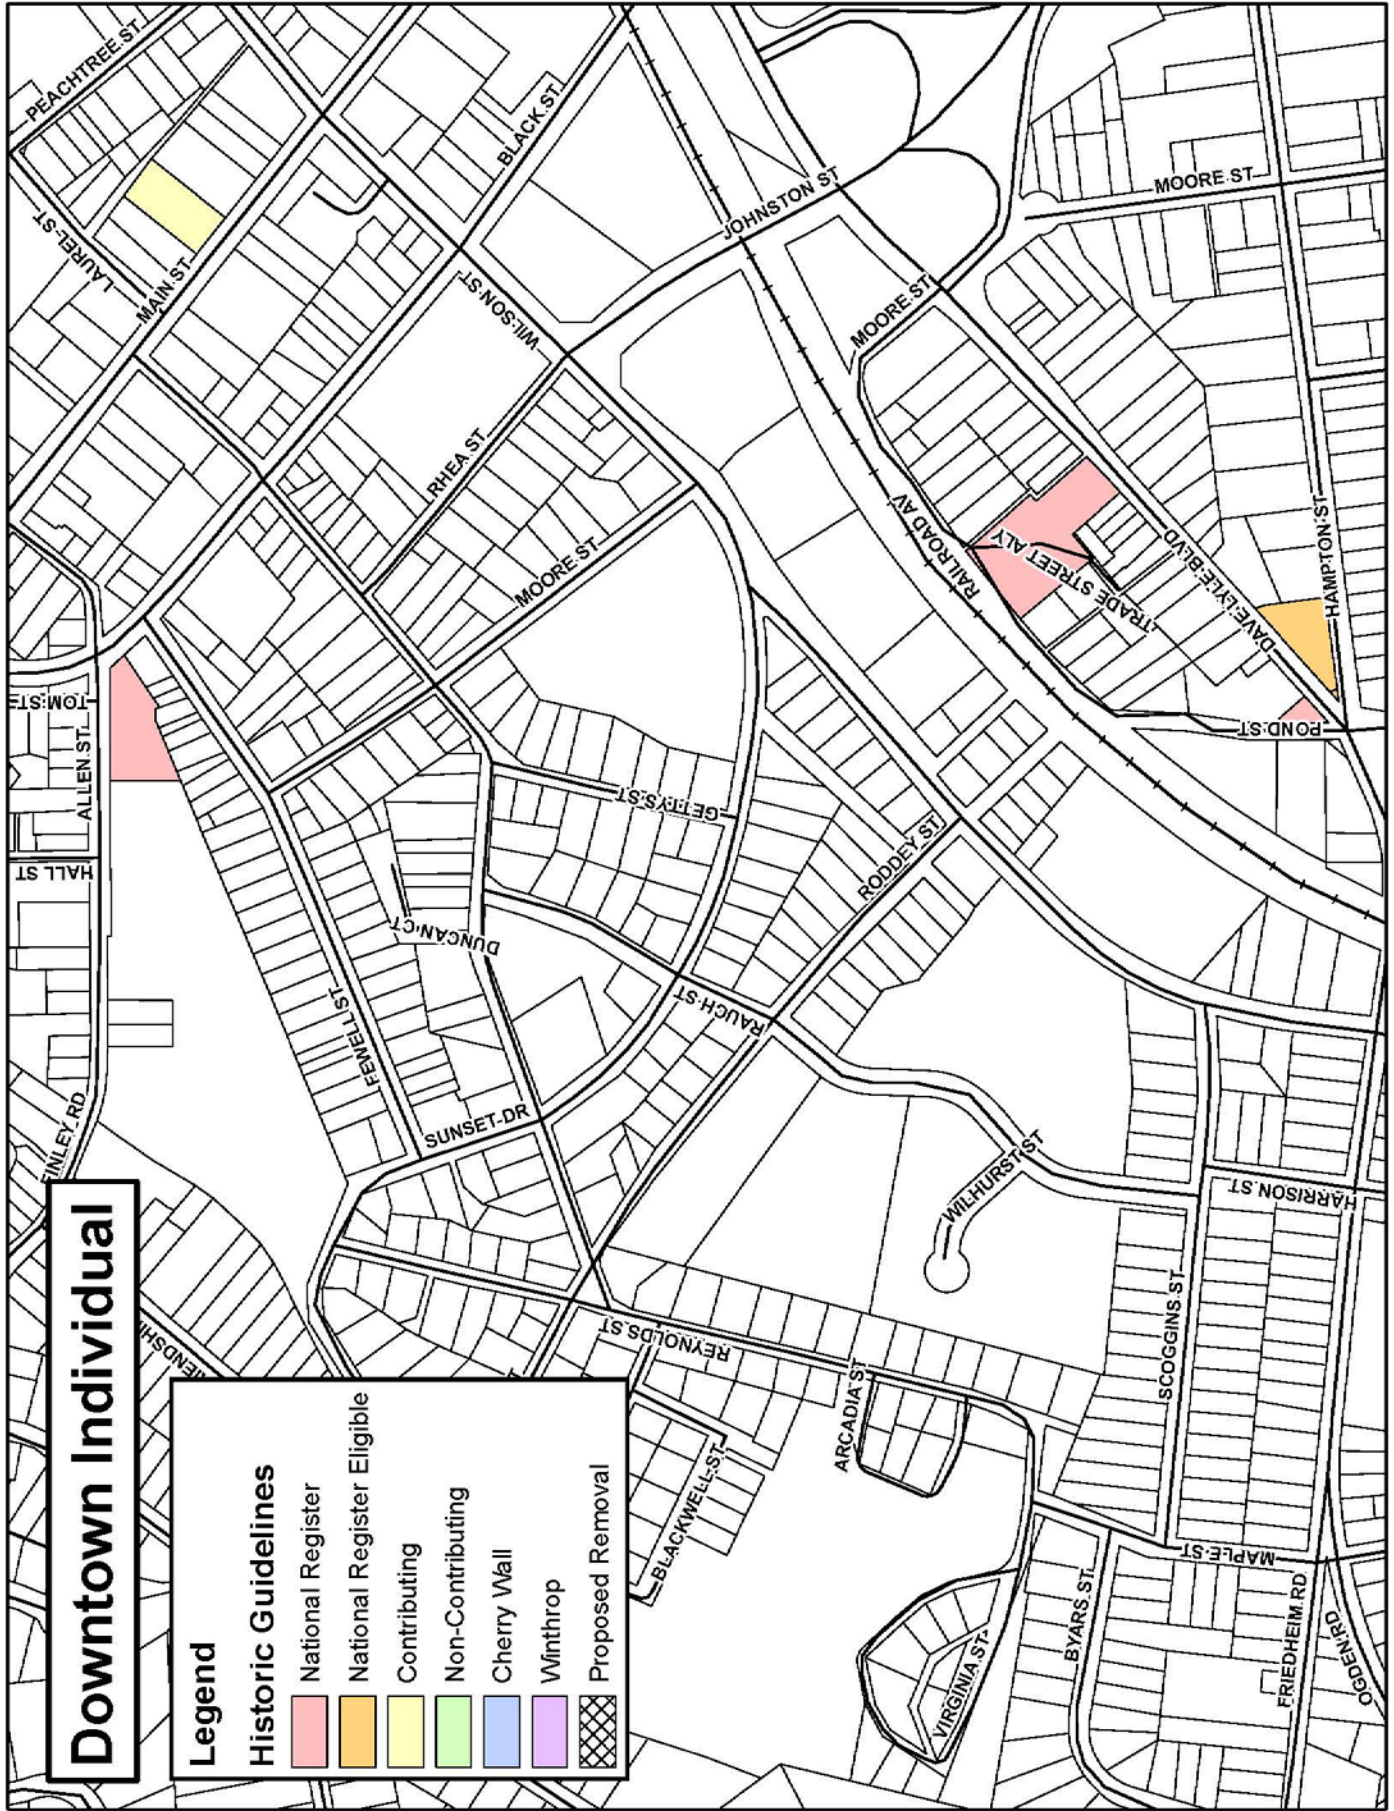 Downtown Individual
Legend
Historic Guidelines
National Register
National Register Eligible
Contributing
Non-Contributing
Cherry Wall
Winthrop
Proposed Removal
PEACHTREE ST
LAUREL ST
MAIN ST
BLACK ST
WILSON ST
JOHNSTON ST
MOORE ST
MOORE ST
RHEA ST
MOORE ST
RAILROAD AV
TRADE STREET ALY
DAVE LYLE BLVD
HAMPTON ST
POND ST
TOM ST
ALLEN ST
HALL ST
GETTYS ST
RODDEY ST
DUNCAN CT
FEWELL ST
RAUCH ST
SUNSET DR
FINLEY RD
WILHURST ST
HARRISON ST
SCOGGINS ST
REYNOLDS ST
ARCADIA ST
BLACKWELL ST
MAPLE ST
BYARS ST
VIRGINIA ST
FRIEDHEIM RD
OGDEN RD